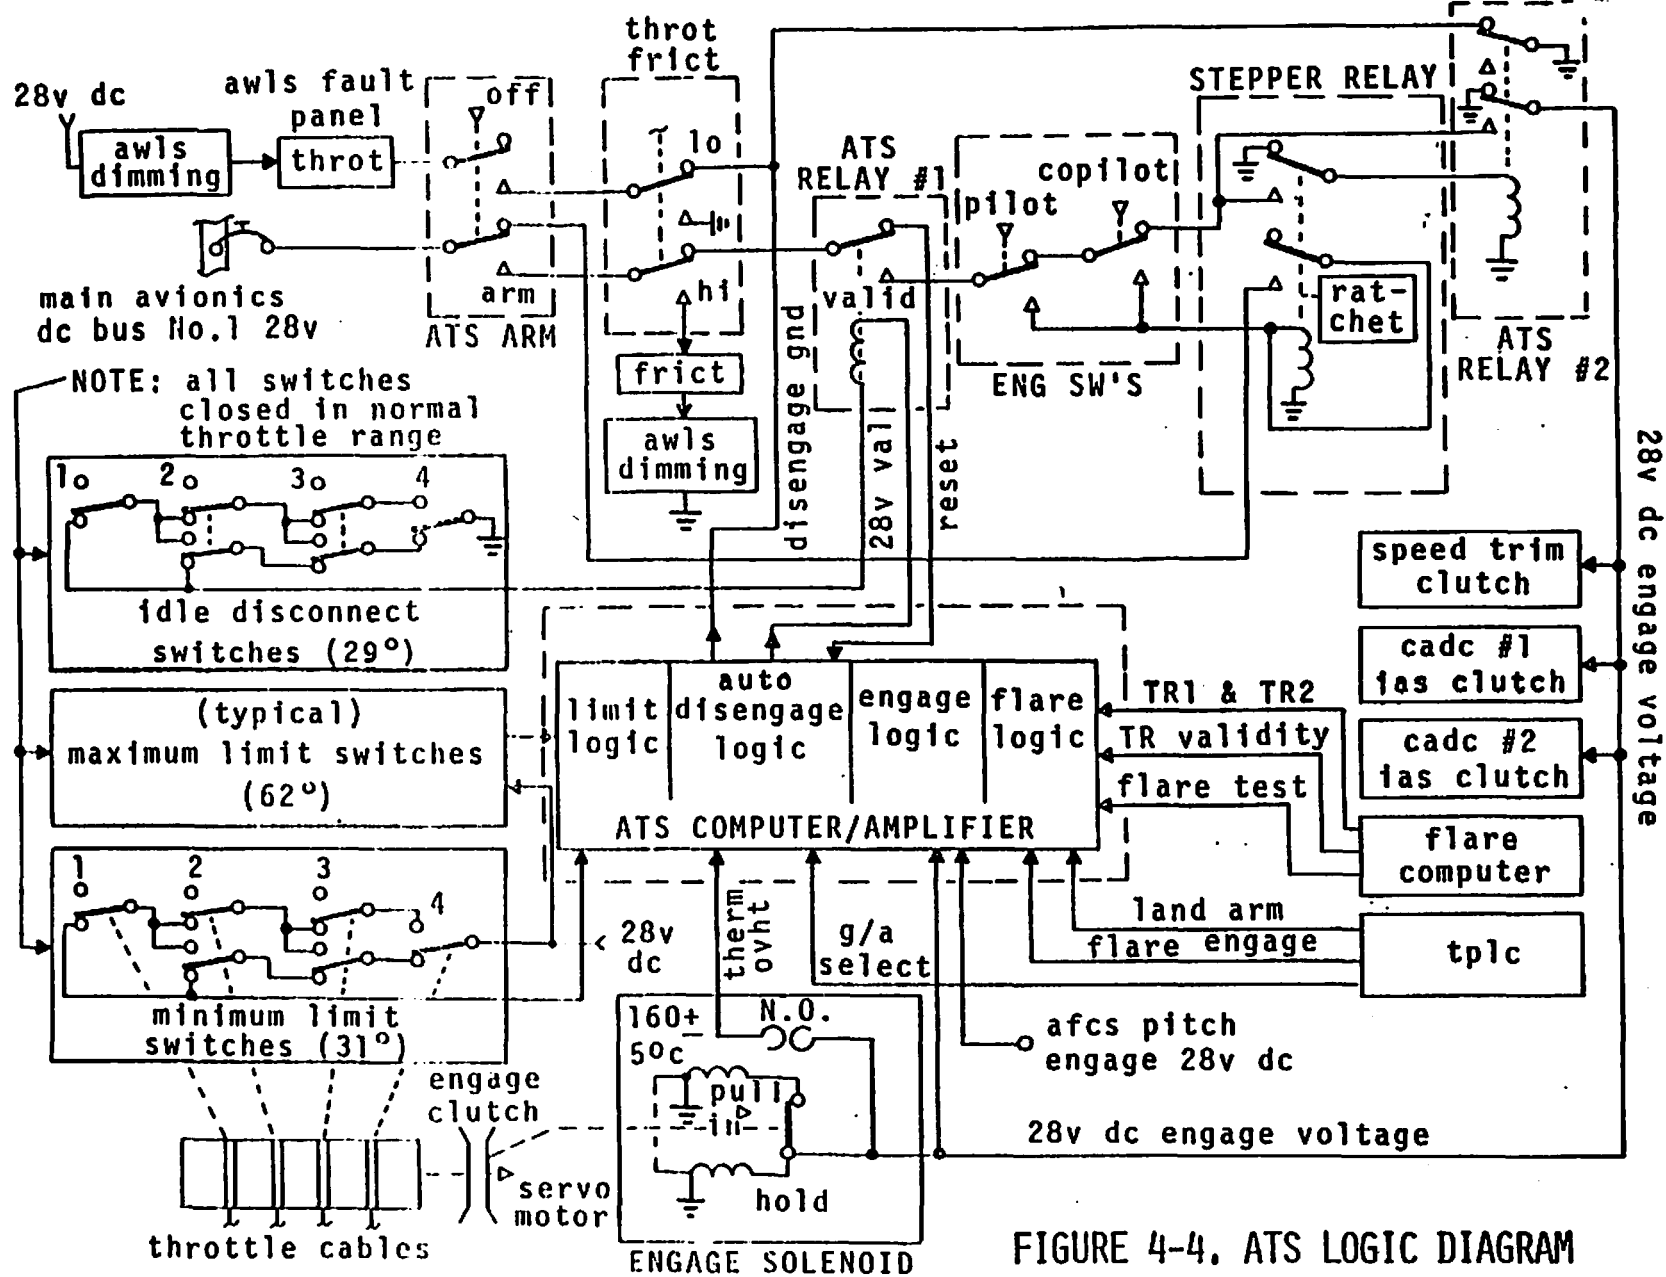 throt
frict
28v dc
awls fault
panel
off
awls
dimming
throt
lo
STEPPER RELAY
ATS
RELAY #1
copilot
pilot
main avionics
dc bus No.1 28v
arm
ATS ARM
hi
valid
rat-
chet
ATS
RELAY #2
ENG SW'S
frict
awls
dimming
disengage gnd
28v val
reset
28v dc engage voltage
NOTE: all switches
closed in normal
throttle range
1 2 3 4
idle disconnect
switches (29°)
speed trim
clutch
cadc #1
ias clutch
cadc #2
ias clutch
(typical)
maximum limit switches
(62°)
limit
logic
auto
disengage
logic
engage
logic
flare
logic
ATS COMPUTER/AMPLIFIER
TR1 & TR2
TR validity
flare test
flare
computer
1 2 3 4
minimum limit
switches (31°)
28v
dc
therm
ovht
g/a
select
land arm
flare engage
tplc
afcs pitch
engage 28v dc
160±
5°c
N.O.
pull
in
hold
28v dc engage voltage
ENGAGE SOLENOID
engage
clutch
servo
motor
throttle cables
FIGURE 4-4. ATS LOGIC DIAGRAM